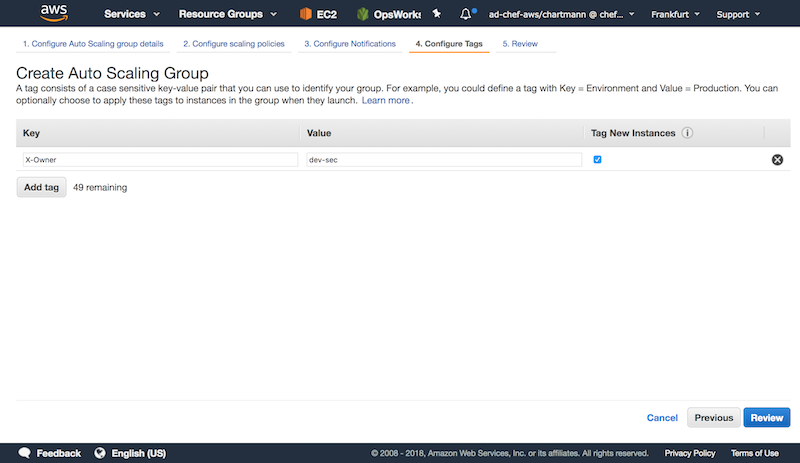 aws Services Resource Groups EC2 OpsWorks ad-chef-aws/chartmann @ chef... Frankfurt Support
1. Configure Auto Scaling group details 2. Configure scaling policies 3. Configure Notifications 4. Configure Tags 5. Review
Create Auto Scaling Group
A tag consists of a case sensitive key-value pair that you can use to identify your group. For example, you could define a tag with Key = Environment and Value = Production. You can
optionally choose to apply these tags to instances in the group when they launch. Learn more.
Key Value Tag New Instances
X-Owner dev-sec
Add tag 49 remaining
Cancel Previous Review
Feedback English (US) © 2008 - 2018, Amazon Web Services, Inc. or its affiliates. All rights reserved. Privacy Policy Terms of Use